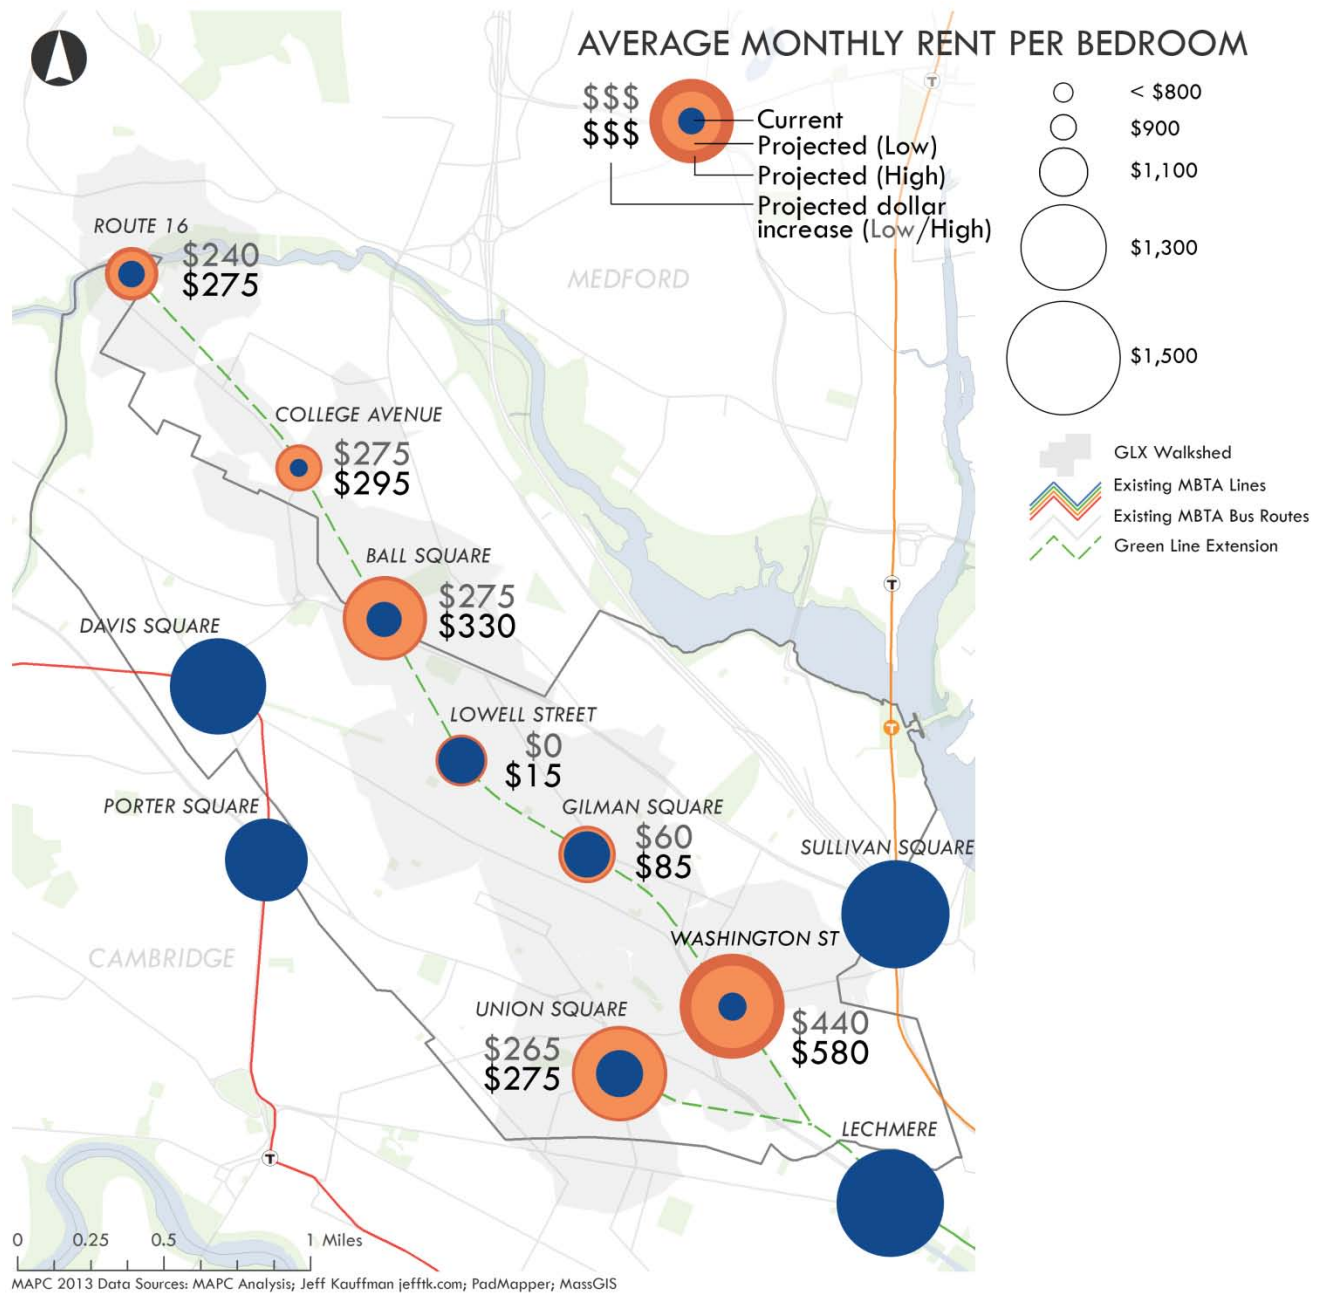 AVERAGE MONTHLY RENT PER BEDROOM
$$$
$$$
Current
Projected (Low)
Projected (High)
Projected dollar
increase (Low/High)
< $800
$900
$1,100
$1,300
$1,500
GLX Walkshed
Existing MBTA Lines
Existing MBTA Bus Routes
Green Line Extension
T
ROUTE 16
$240
$275
MEDFORD
COLLEGE AVENUE
$275
$295
BALL SQUARE
$275
$330
T
DAVIS SQUARE
LOWELL STREET
$0
$15
T
PORTER SQUARE
GILMAN SQUARE
$60
$85
SULLIVAN SQUARE
WASHINGTON ST
$440
$580
CAMBRIDGE
UNION SQUARE
$265
$275
LECHMERE
T
0 0.25 0.5 1 Miles
MAPC 2013 Data Sources: MAPC Analysis; Jeff Kauffman jefftk.com; PadMapper; MassGIS